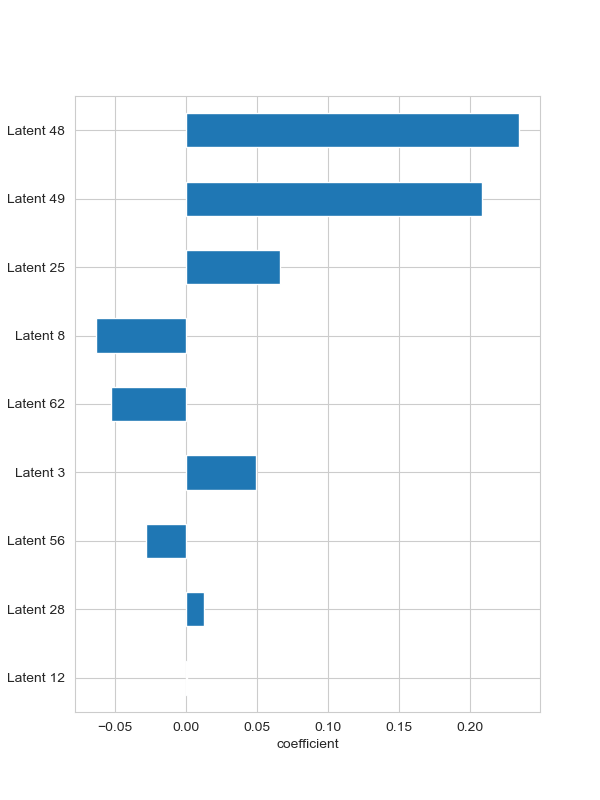 Latent 48
Latent 49
Latent 25
Latent 8
Latent 62
Latent 3
Latent 56
Latent 28
Latent 12
−0.05 0.00 0.05 0.10 0.15 0.20
coefficient